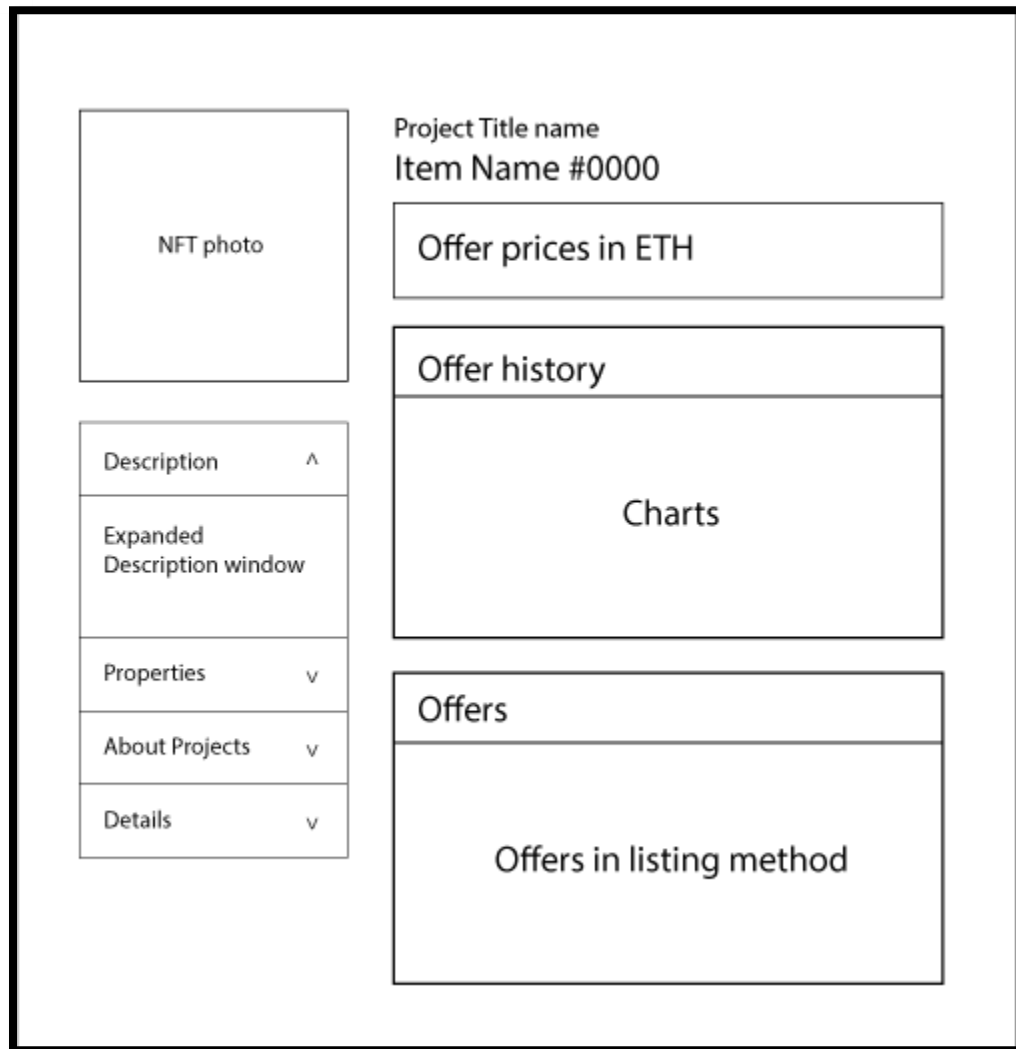 NFT photo
Description ^
Expanded
Description window
Properties v
About Projects v
Details v
Project Title name
Item Name #0000
Offer prices in ETH
Offer history
Charts
Offers
Offers in listing method